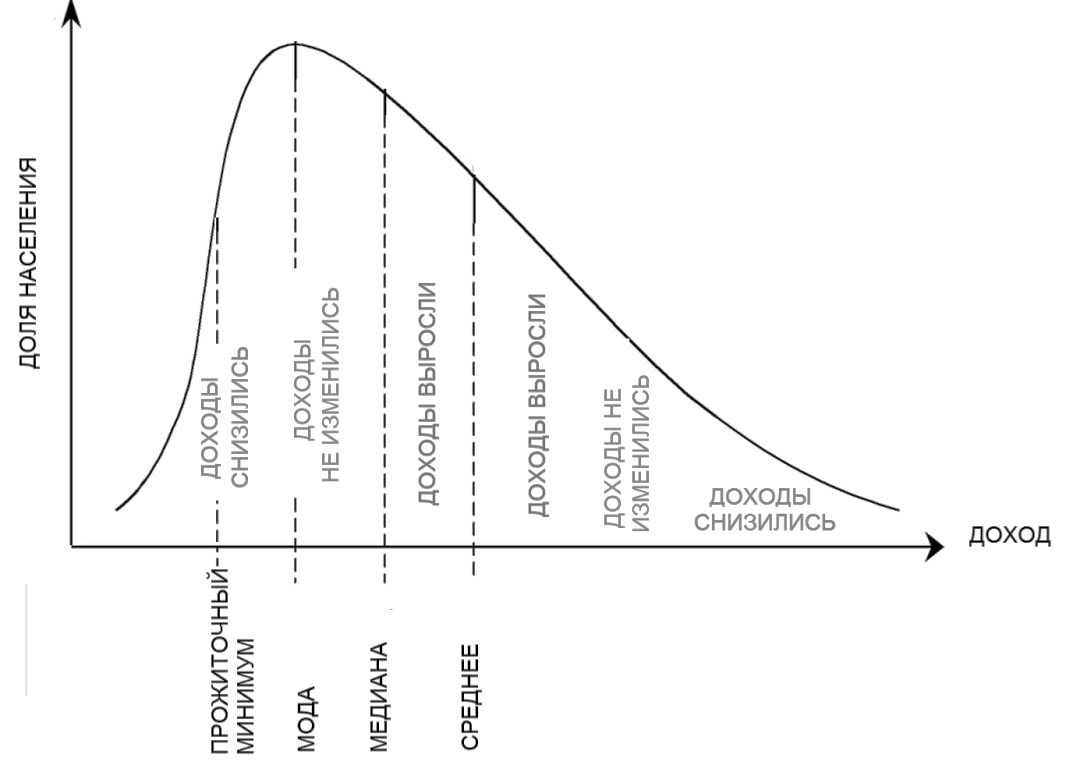 ДОЛЯ НАСЕЛЕНИЯ
ДОХОДЫ
СНИЗИЛИСЬ
ДОХОДЫ
НЕ ИЗМЕНИЛИСЬ
ДОХОДЫ ВЫРОСЛИ
ДОХОДЫ ВЫРОСЛИ
ДОХОДЫ НЕ
ИЗМЕНИЛИСЬ
ДОХОДЫ
СНИЗИЛИСЬ
ДОХОД
ПРОЖИТОЧНЫЙ
МИНИМУМ
МОДА
МЕДИАНА
СРЕДНЕЕ